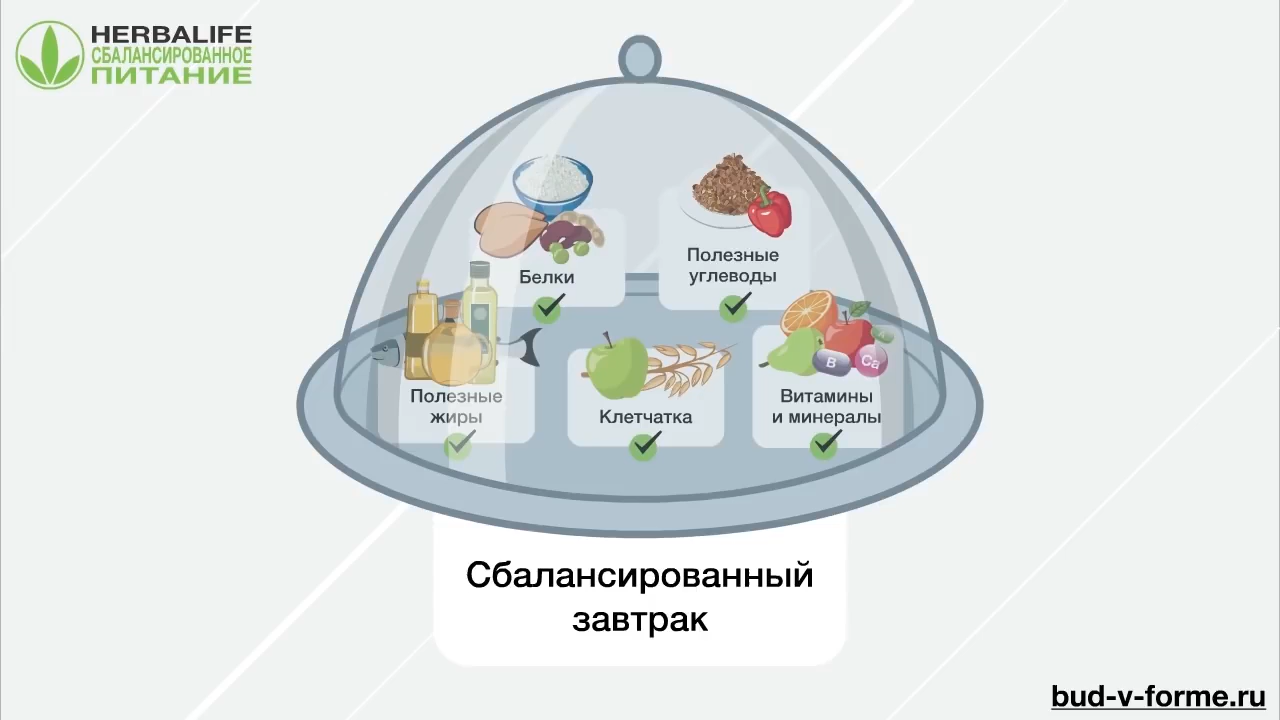 HERBALIFE
СБАЛАНСИРОВАННОЕ
ПИТАНИЕ
Белки
Полезные
углеводы
Полезные
жиры
Клетчатка
B
Ca
Витамины
и минералы
Сбалансированный
завтрак
bud-v-forme.ru